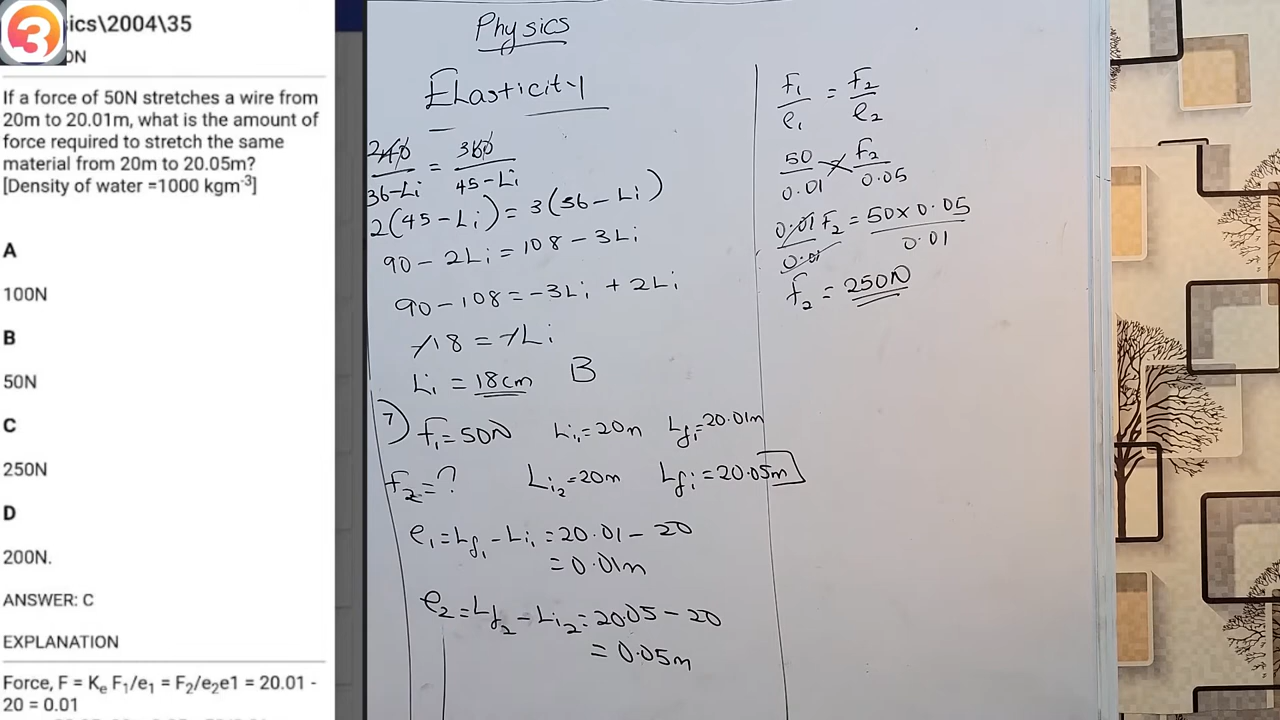 3
ics\2004\35
ON
If a force of 50N stretches a wire from
20m to 20.01m, what is the amount of
force required to stretch the same
material from 20m to 20.05m?
[Density of water =1000 kgm⁻³]
A
100N
B
50N
C
250N
D
200N.
ANSWER: C
EXPLANATION
Force, F = Kₑ F₁/e₁ = F₂/e₂e1 = 20.01 -
20 = 0.01
Physics
Elasticity
240/36-Li = 360/45-Li
2(45-Li) = 3(36-Li)
90-2Li = 108-3Li
90-108 = -3Li + 2Li
-18 = -Li
Li = 18cm B
7) F₁=50N Li₁=20m Lf₁=20.01m
F₂=? Li₂=20m Lfi=20.05m
e₁=Lf₁-Li₁=20.01-20
=0.01m
e₂=Lf₂-Li₂=20.05-20
=0.05m
F₁/e₁ = F₂/e₂
50/0.01 × F₂/0.05
0.01F₂/0.01 = 50×0.05/0.01
F₂ = 250N